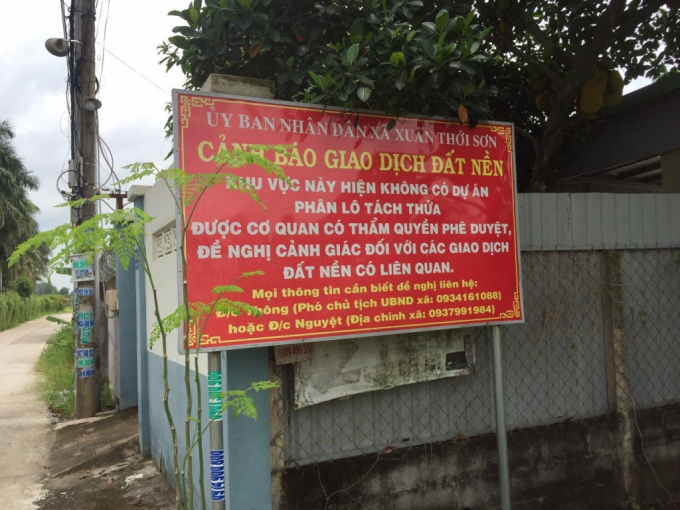 ỦY BAN NHÂN DÂN XÃ XUÂN THỚI SƠN
CẢNH BÁO GIAO DỊCH ĐẤT NỀN
KHU VỰC NÀY HIỆN KHÔNG CÓ DỰ ÁN
PHÂN LÔ TÁCH THỬA
ĐƯỢC CƠ QUAN CÓ THẨM QUYỀN PHÊ DUYỆT,
ĐỀ NGHỊ CẢNH GIÁC ĐỐI VỚI CÁC GIAO DỊCH
ĐẤT NỀN CÓ LIÊN QUAN.
Mọi thông tin cần biết đề nghị liên hệ:
Đ/c Thông (Phó chủ tịch UBND xã: 0934161088)
hoặc Đ/c Nguyệt (Địa chính xã: 0937991984)